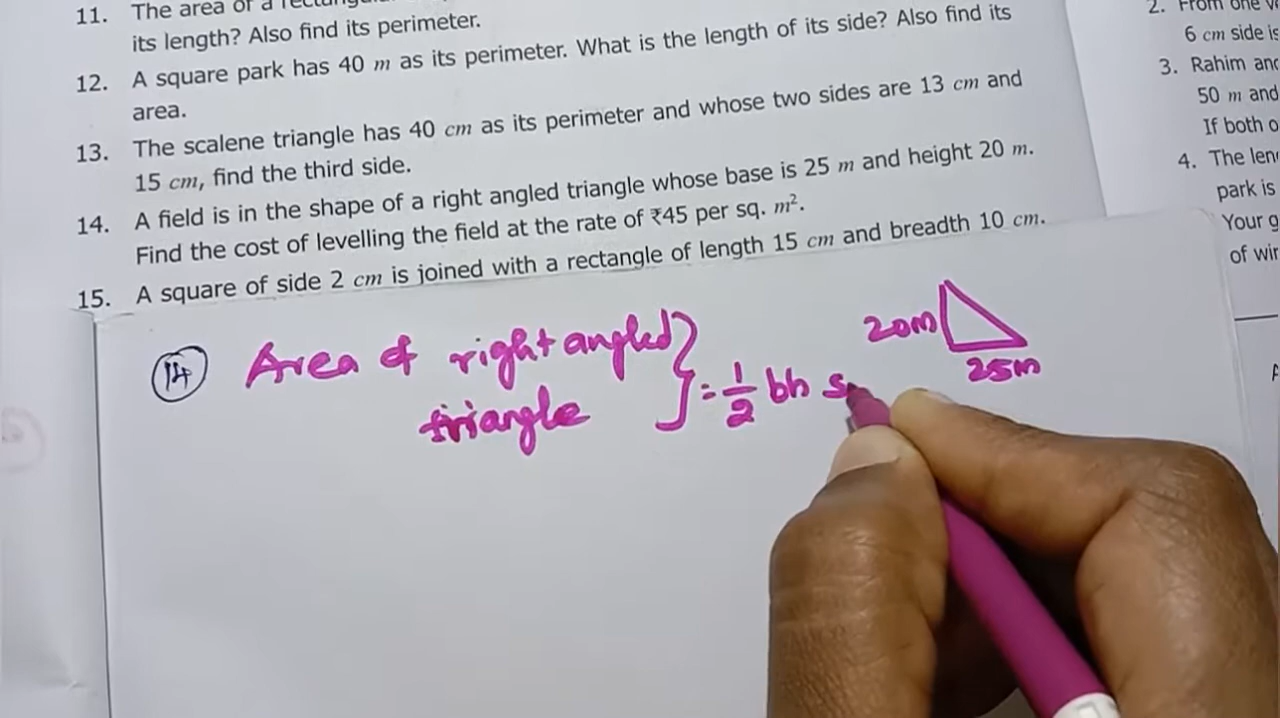 11. The area of a
its length? Also find its perimeter.
12. A square park has 40 m as its perimeter. What is the length of its side? Also find its
area.
13. The scalene triangle has 40 cm as its perimeter and whose two sides are 13 cm and
15 cm, find the third side.
14. A field is in the shape of a right angled triangle whose base is 25 m and height 20 m.
Find the cost of levelling the field at the rate of ₹45 per sq. m².
15. A square of side 2 cm is joined with a rectangle of length 15 cm and breadth 10 cm.
14 Area of right angled
triangle } = 1/2 bh s
20m
25m
2. From one
6 cm side is
3. Rahim
50 m and
If both
4. The
park is
Your
of